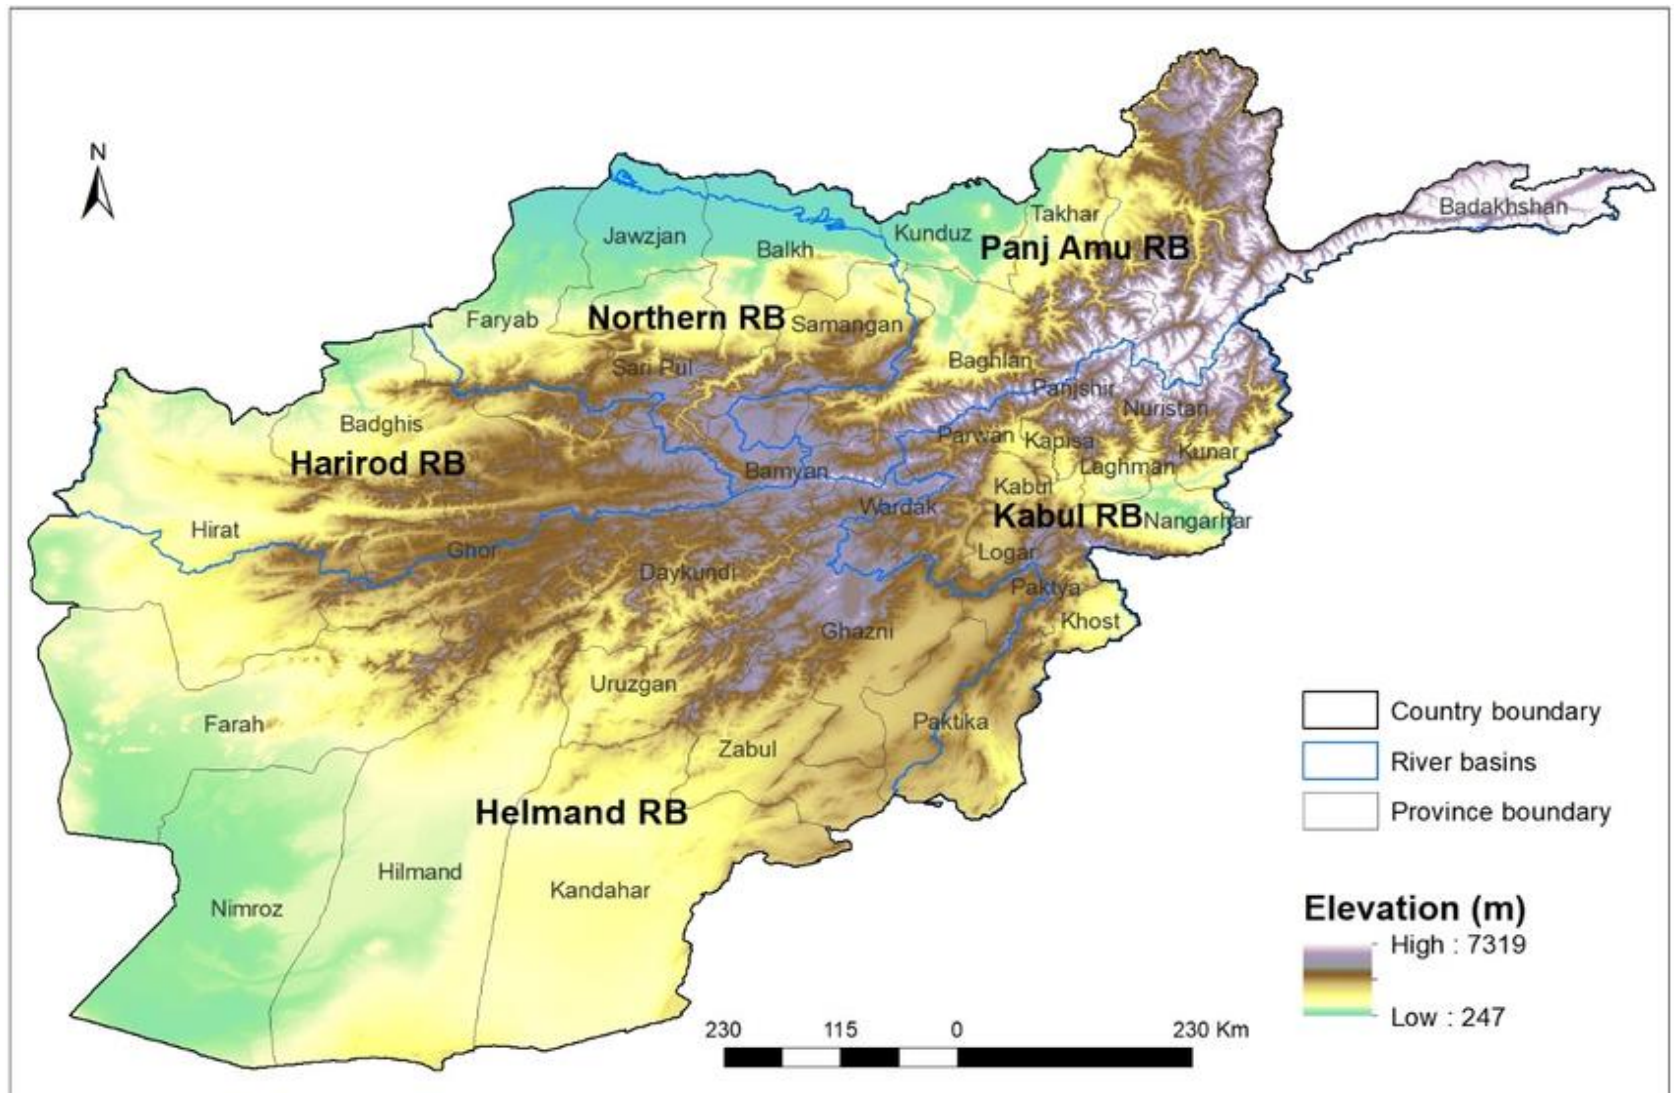 N
Badakhshan
Takhar
Jawzjan
Kunduz
Balkh
Panj Amu RB
Faryab
Northern RB
Samangan
Sari Pul
Baghlan
Panjshir
Nuristan
Badghis
Parwan
Kapisa
Kunar
Harirod RB
Bamyan
Laghman
Kabul
Wardak
Kabul RB
Nangarhar
Hirat
Ghor
Logar
Daykundi
Paktya
Khost
Ghazni
Uruzgan
Farah
Paktika
Zabul
Helmand RB
Hilmand
Kandahar
Nimroz
Country boundary
River basins
Province boundary
Elevation (m)
High : 7319
Low : 247
230 115 0 230 Km